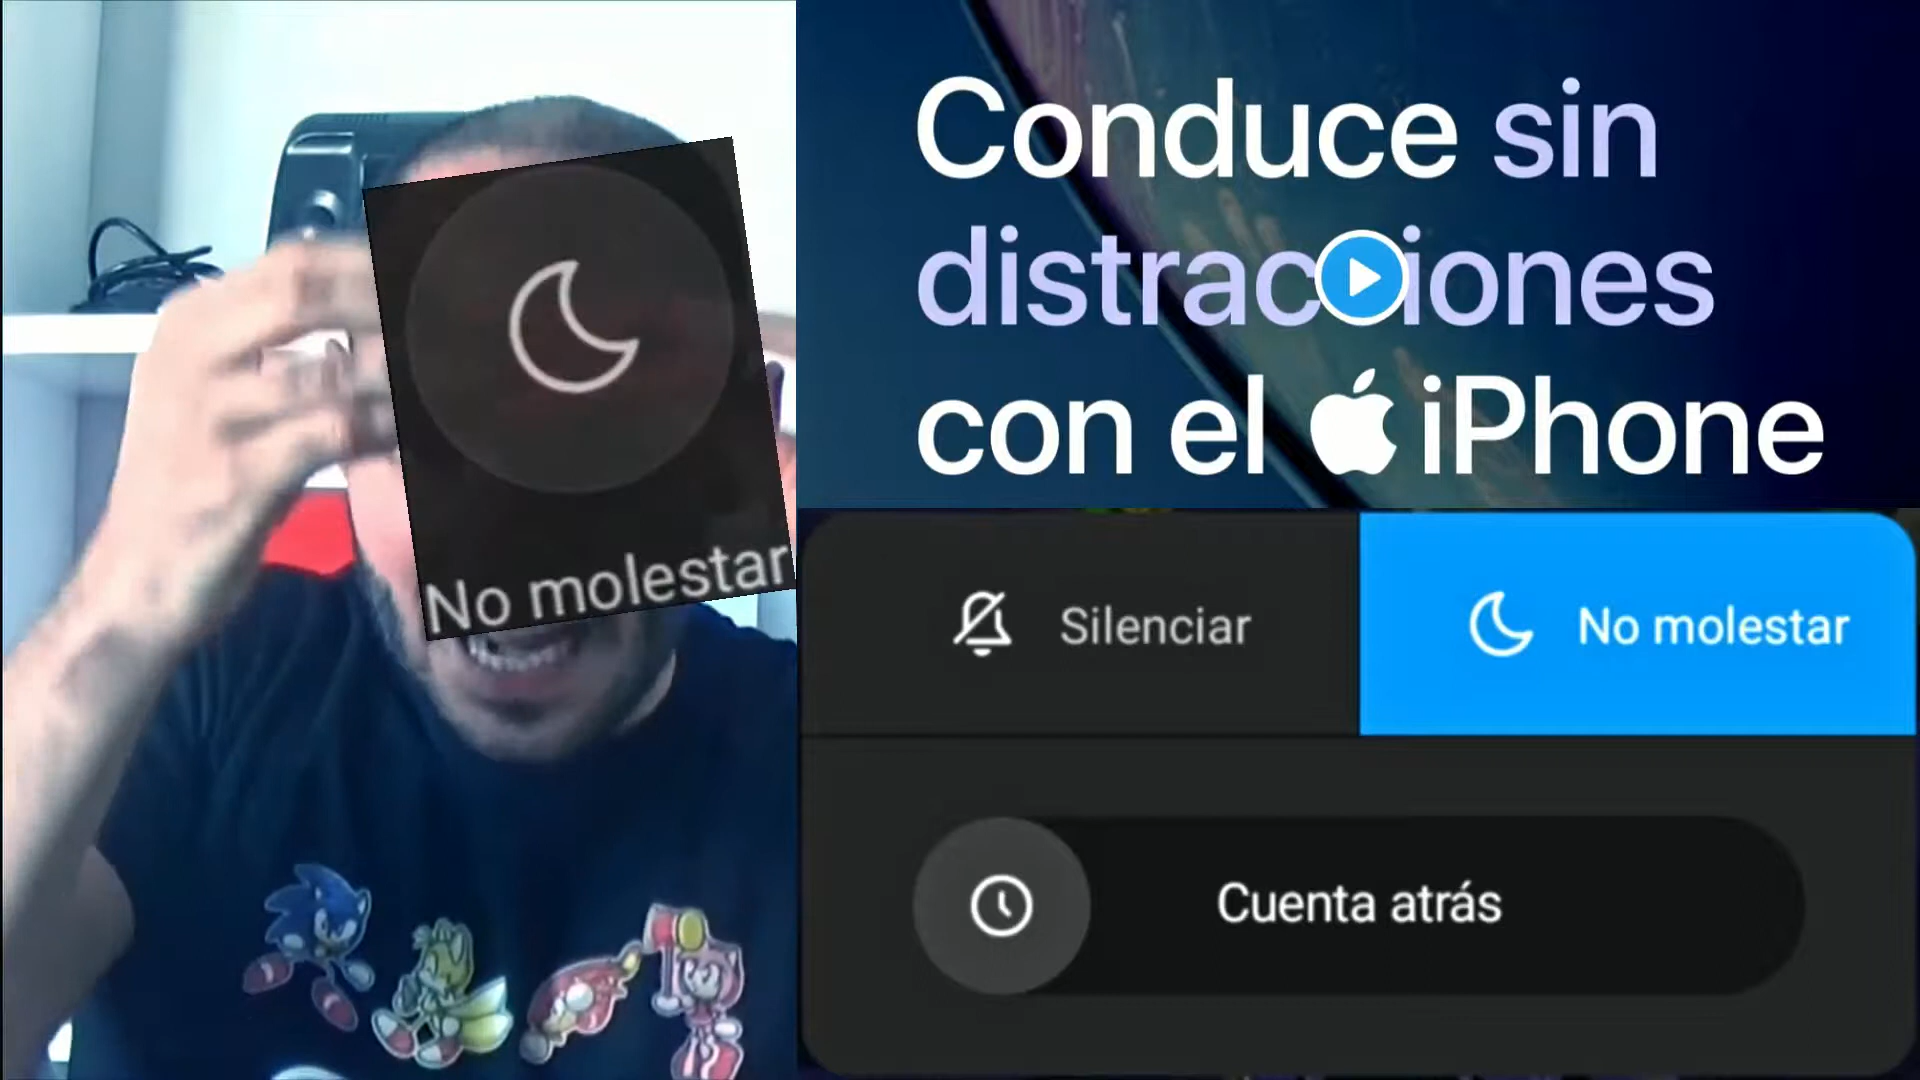 No molestar
Conduce sin
distracciones
con el iPhone
Silenciar
No molestar
Cuenta atrás